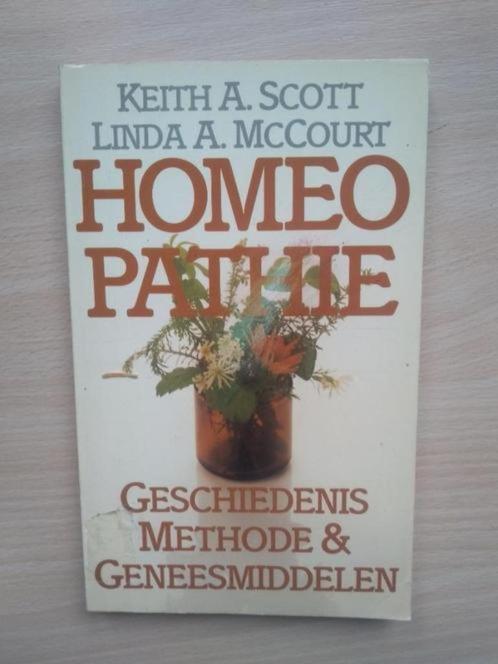 KEITH A. SCOTT
LINDA A. MCCOURT
HOMEO
PATHIE
GESCHIEDENIS
METHODE &
GENEESMIDDELEN